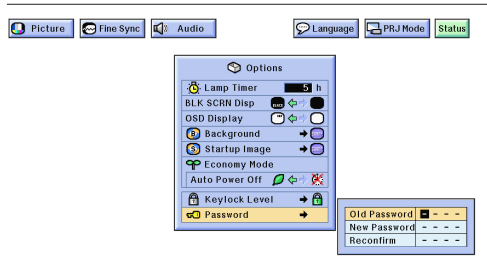 Picture Fine Sync Audio Language PRJ Mode Status
Options
Lamp Timer 5 h
BLK SCRN Disp
OSD Display
Background
Startup Image
Economy Mode
Auto Power Off
Keylock Level
Password
Old Password - - - -
New Password - - - -
Reconfirm - - - -